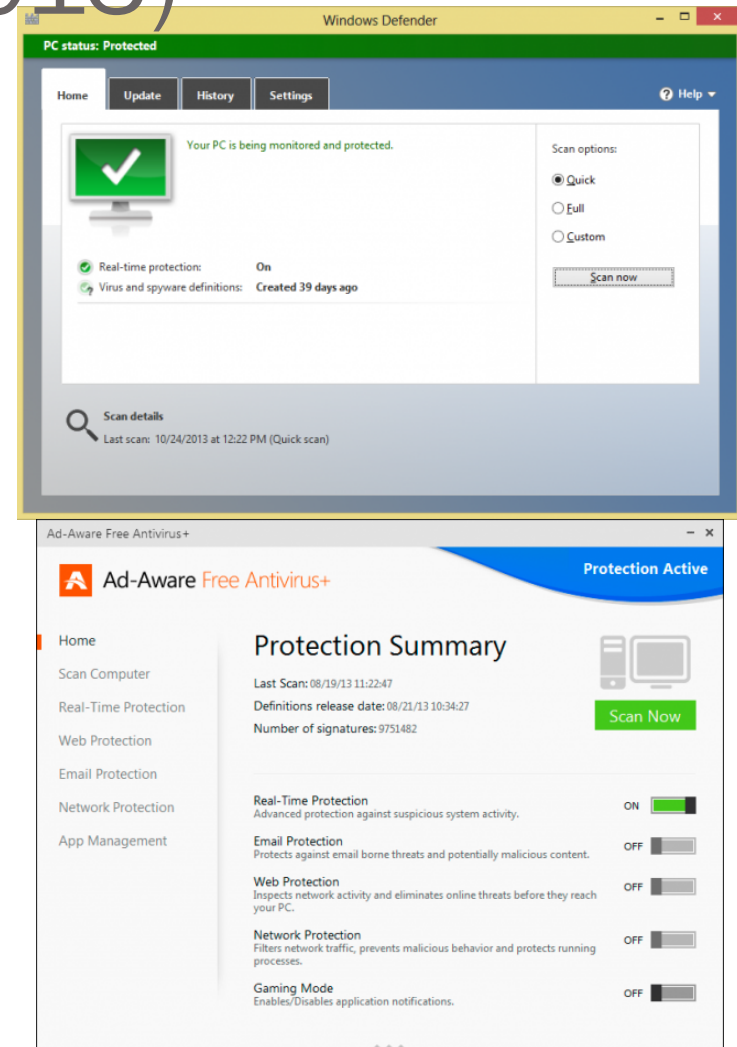 Windows Defender
PC status: Protected
Home Update History Settings Help
Your PC is being monitored and protected.
Scan options:
Quick
Full
Custom
Scan now
Real-time protection: On
Virus and spyware definitions: Created 39 days ago
Scan details
Last scan: 10/24/2013 at 12:22 PM (Quick scan)
Ad-Aware Free Antivirus+
Ad-Aware Free Antivirus+
Protection Active
Home
Scan Computer
Real-Time Protection
Web Protection
Email Protection
Network Protection
App Management
Protection Summary
Last Scan: 08/19/13 11:22:47
Definitions release date: 08/21/13 10:34:27
Number of signatures: 9751482
Scan Now
Real-Time Protection
Advanced protection against suspicious system activity.
ON
Email Protection
Protects against email borne threats and potentially malicious content.
OFF
Web Protection
Inspects network activity and eliminates online threats before they reach
your PC.
OFF
Network Protection
Filters network traffic, prevents malicious behavior and protects running
processes.
OFF
Gaming Mode
Enables/Disables application notifications.
OFF